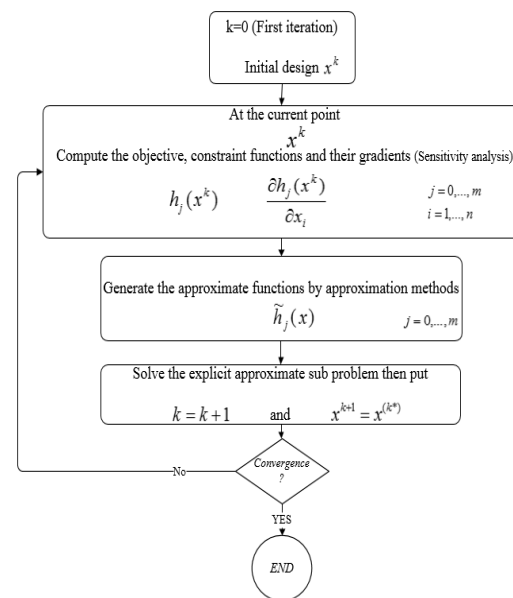 k=0 (First iteration)
Initial design x^k
At the current point
x^k
Compute the objective, constraint functions and their gradients (Sensitivity analysis)
h_j(x^k) ∂h_j(x^k)/∂x_i j = 0,..., m
i = 1,..., n
Generate the approximate functions by approximation methods
h̃_j(x) j = 0,..., m
Solve the explicit approximate sub problem then put
k = k + 1 and x^{k+1} = x^{(k*)}
Convergence
?
No
YES
END